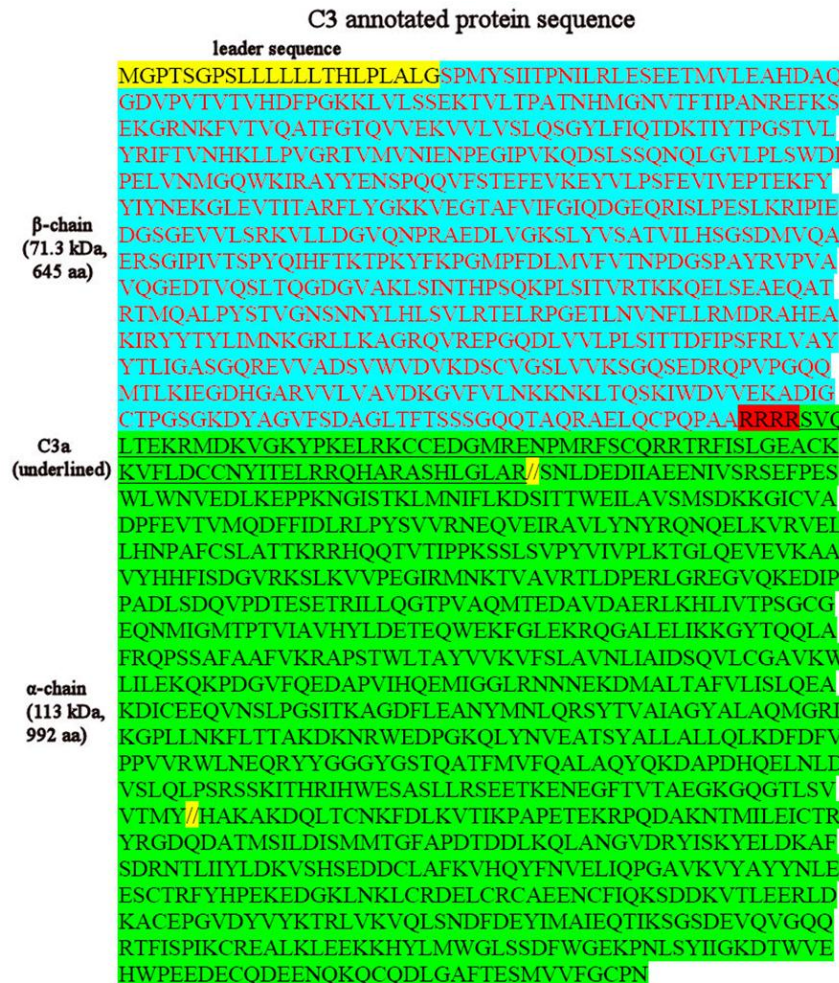 C3 annotated protein sequence
leader sequence
MGPTSGPSLLLLLLTHLPLALGSPMYSIITPNILRLESEETMVLEAHDAQ
GDVPVTVTVHDFPGKKLVLSSEKTVLTPATNHMGNVTFTIPANREFKS
EKGRNKFVTVQATFGTQVVEKVVLVSLQSGYLFIQTDKTIYTPGSTVL
YRIFTVNHKLLPVGRTVMVNIENPEGIPVKQDSLSSQNQLGVLPLSWDI
PELVNMGQWKIRAYYENSPQQVFSTEFEVKEYVLPSFEVIVEPTEKFY
YIYNEKGLEVTITARFLYGKKVEGTAFVIFGIQDGEQRISLPESLKRIPIE
DGSGEVVLSRKVLLDGVQNPRAEDLVGKSLYVSATVILHSGSDMVQA
ERSGIPIVTSPYQIHFTKTPKYFKPGMPFDLMVFVTNPDGSPAYRVPVA
VQGEDTVQSLTQGDGVAKLSINTHPSQKPLSITVRTKKQELSEAEQAT
RTMQALPYSTVGNSNNYLHLSVLRTELRPGETLNVNFLLRMDRAHEA
KIRYYTYLIMNKGRLLKAGRQVREPGQDLVVLPLSITTDFIPSFRLVAY
YTLIGASGQREVVADSVWVDVKDSCVGSLVVKSGQSEDRQPVPGQQ
MTLKIEGDHGARVVLVAVDKGVFVLNKKNKLTQSKIWDVVEKADIG
CTPGSGKDYAGVFSDAGLTFTSSSGQQTAQRAELQCPQPAARRRRSVQ
LTEKRMDKVGKYPKELRKCCEDGMRENPMRFSCQRRTRFISLGEACK
KVFLDCCNYITELRRQHARASHLGLAR//SNLDEDIIAEENIVSRSEFPES
WLWNVEDLKEPPKNGISTKLMNIFLKDSITTWEILAVSMSDKKGICVA
DPFEVTVMQDFFIDLRLPYSVVRNEQVEIRAVLYNYRQNQELKVRVEL
LHNPAFCSLATTKRRHQQTVTIPPKSSLSVPYVIVPLKTGLQEVEVKAA
VYHHFISDGVRKSLKVVPEGIRMNKTVAVRTLDPERLGREGVQKEDIP
PADLSDQVPDTESETRILLQGTPVAQMTEDAVDAERLKHLIVTPSGCG
EQNMIGMTPTVIAVHYLDETEQWEKFGLEKRQGALELIKKGYTQQLA
FRQPSSAFAAFVKRAPSTWLTAYVVKVFSLAVNLIAIDSQVLCGAVKW
LILEKQKPDGVFQEDAPVIHQEMIGGLRNNNEKDMALTAFVLISLQEA
KDICEEQVNSLPGSITKAGDFLEANYMNLQRSYTVAIAGYALAQMGRL
KGPLLNKFLTTAKDKNRWEDPGKQLYNVEATSYALLALLQLKDFDFV
PPVVRWLNEQRYYGGGYGSTQATFMVFQALAQYQKDAPDHQELNLD
VSLQLPSRSSKITHRIHWESASLLRSEETKENEGFTVTAEGKGQGTLSV
VTMY//HAKAKDQLTCNKFDLKVTIKPAPETEKRPQDAKNTMILEICTR
YRGDQDATMSILDISMMTGFAPDTDDLKQLANGVDRYISKYELDKAF
SDRNTLIIYLDKVSHSEDDCLAFKVHQYFNVELIQPGAVKVYAYYNLE
ESCTRFYHPEKEDGKLNKLCRDELCRCAEENCFIQKSDDKVTLEERLD
KACEPGVDYVYKTRLVKVQLSNDFDEYIMAIEQTIKSGSDEVQVGQQ
RTFISPIKCREALKLEEKKHYLMWGLSSDFWGEKPNLSYIIGKDTWVE
HWPEEDECQDEENQKQCQDLGAFTESMVVFGCPN
β-chain
(71.3 kDa,
645 aa)
C3a
(underlined)
α-chain
(113 kDa,
992 aa)